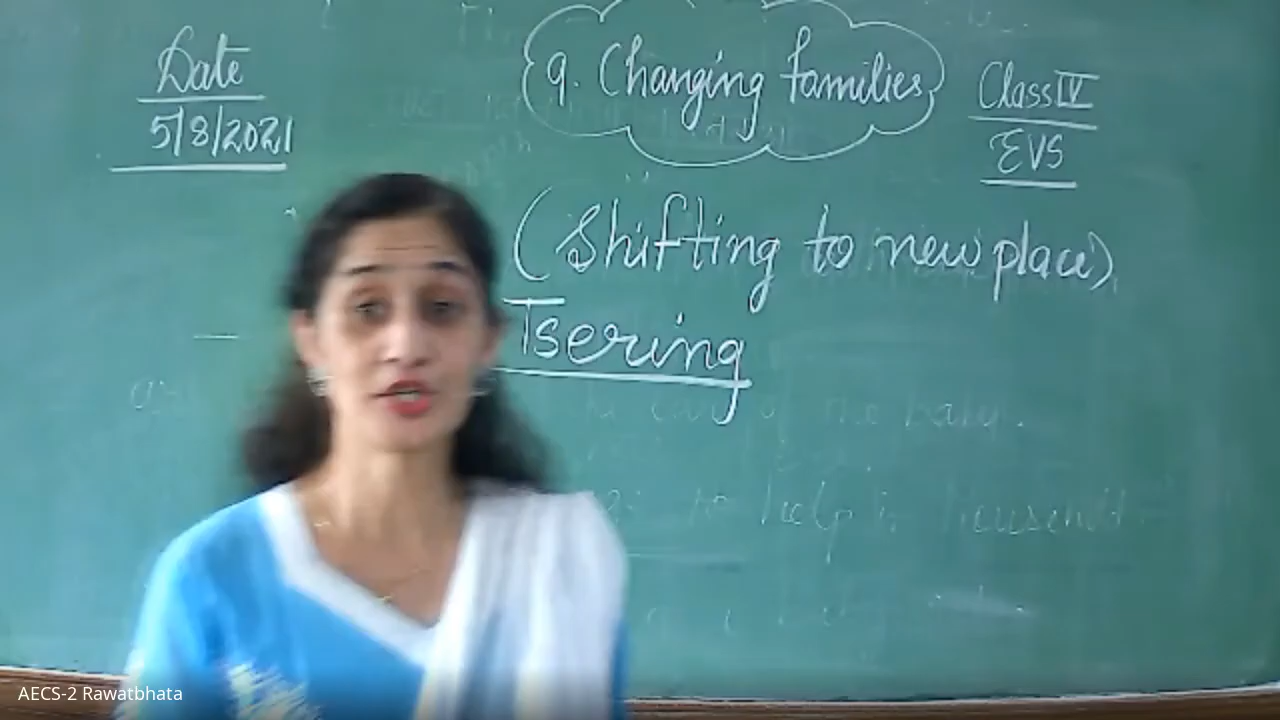 Date
5/8/2021
9. Changing families
Class IV
EVS
(Shifting to new place)
Tsering
AECS-2 Rawatbhata